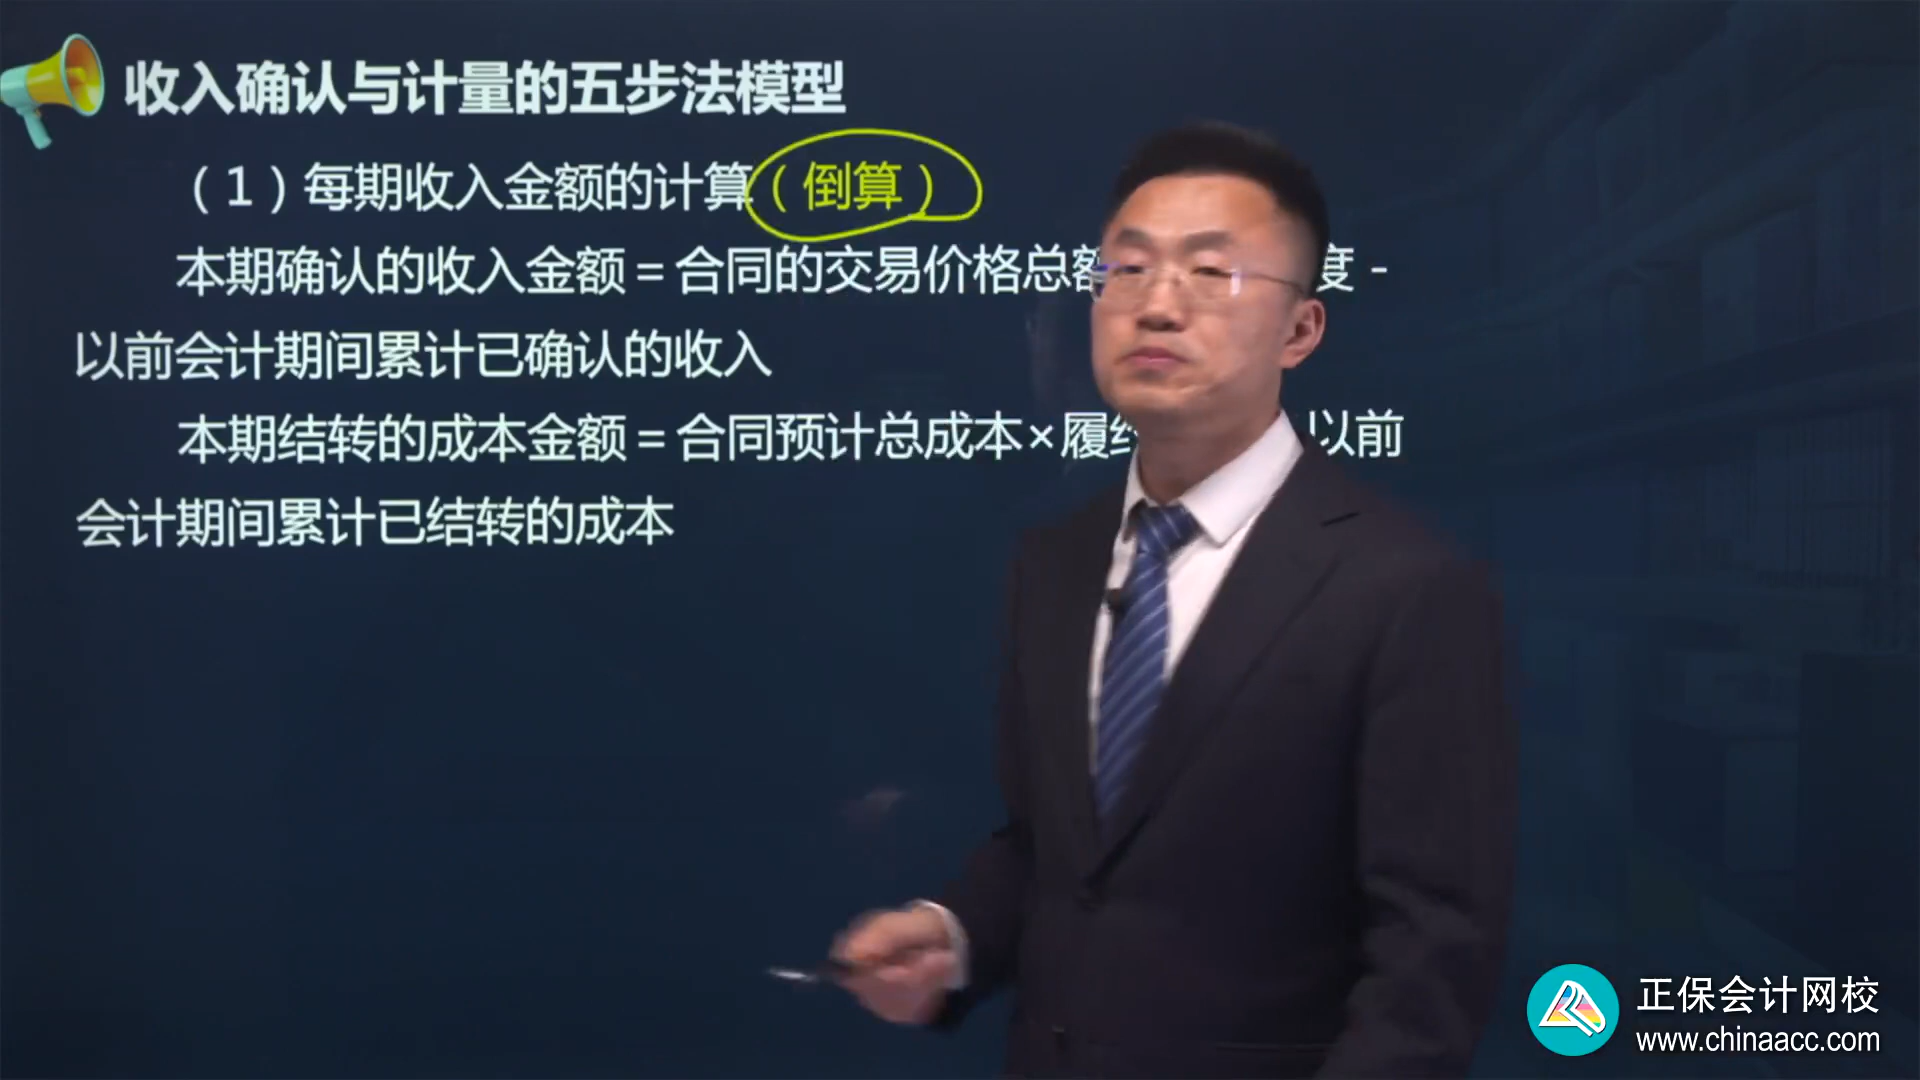 收入确认与计量的五步法模型
（1）每期收入金额的计算（倒算）
本期确认的收入金额＝合同的交易价格总 度-
以前会计期间累计已确认的收入
本期结转的成本金额＝合同预计总成本×履 以前
会计期间累计已结转的成本
正保会计网校
www.chinaacc.com